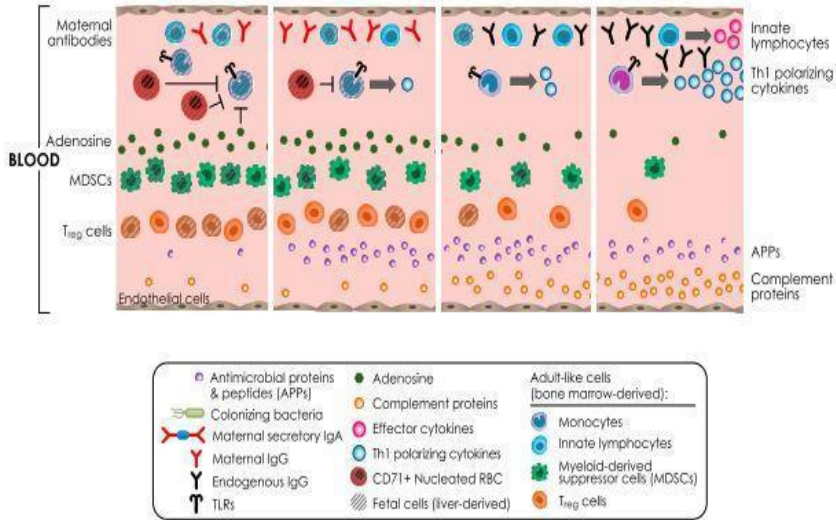 Maternal
antibodies
Adenosine
BLOOD
MDSCs
Treg cells
Endothelial cells
Innate
lymphocytes
Th1 polarizing
cytokines
APPs
Complement
proteins
Antimicrobial proteins
& peptides (APPs)
Colonizing bacteria
Maternal secretory IgA
Maternal IgG
Endogenous IgG
TLRs
Adenosine
Complement proteins
Effector cytokines
Th1 polarizing cytokines
CD71+ Nucleated RBC
Fetal cells (liver-derived)
Adult-like cells
(bone marrow-derived):
Monocytes
Innate lymphocytes
Myeloid-derived
suppressor cells (MDSCs)
Treg cells